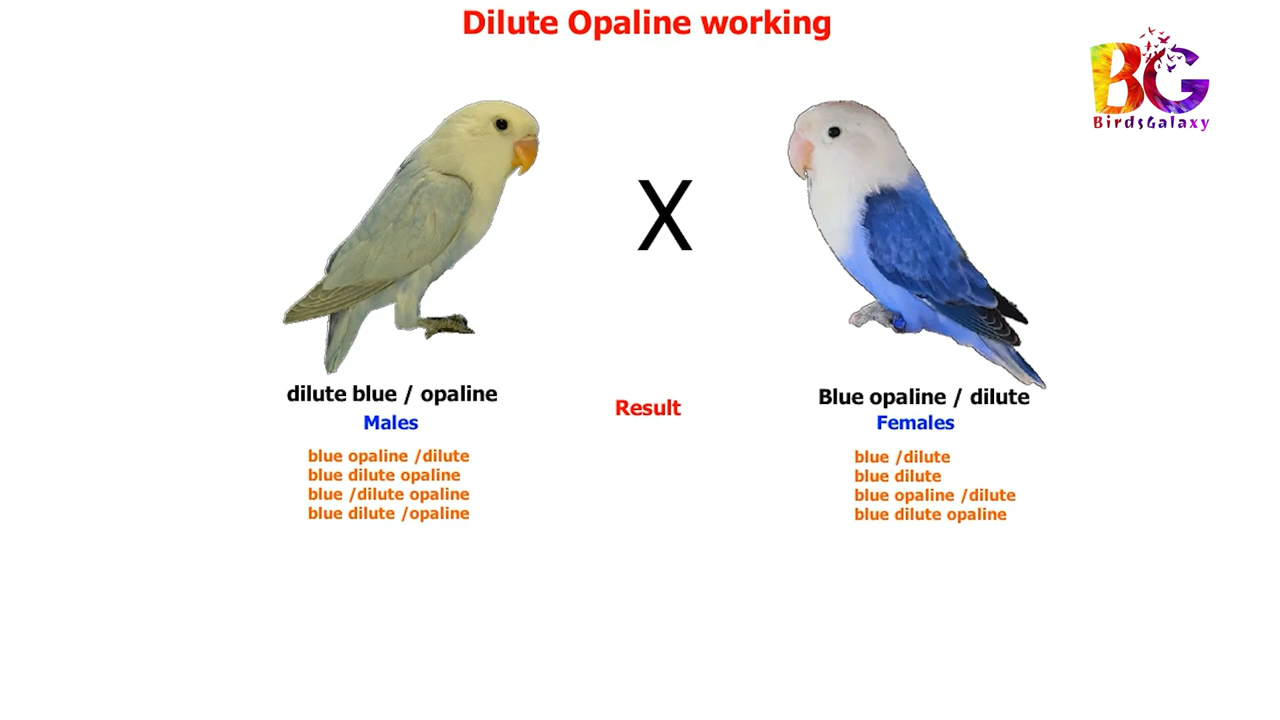 Dilute Opaline working
BG
BirdsGalaxy
X
dilute blue / opaline
Males
blue opaline /dilute
blue dilute opaline
blue /dilute opaline
blue dilute /opaline
Result
Blue opaline / dilute
Females
blue /dilute
blue dilute
blue opaline /dilute
blue dilute opaline